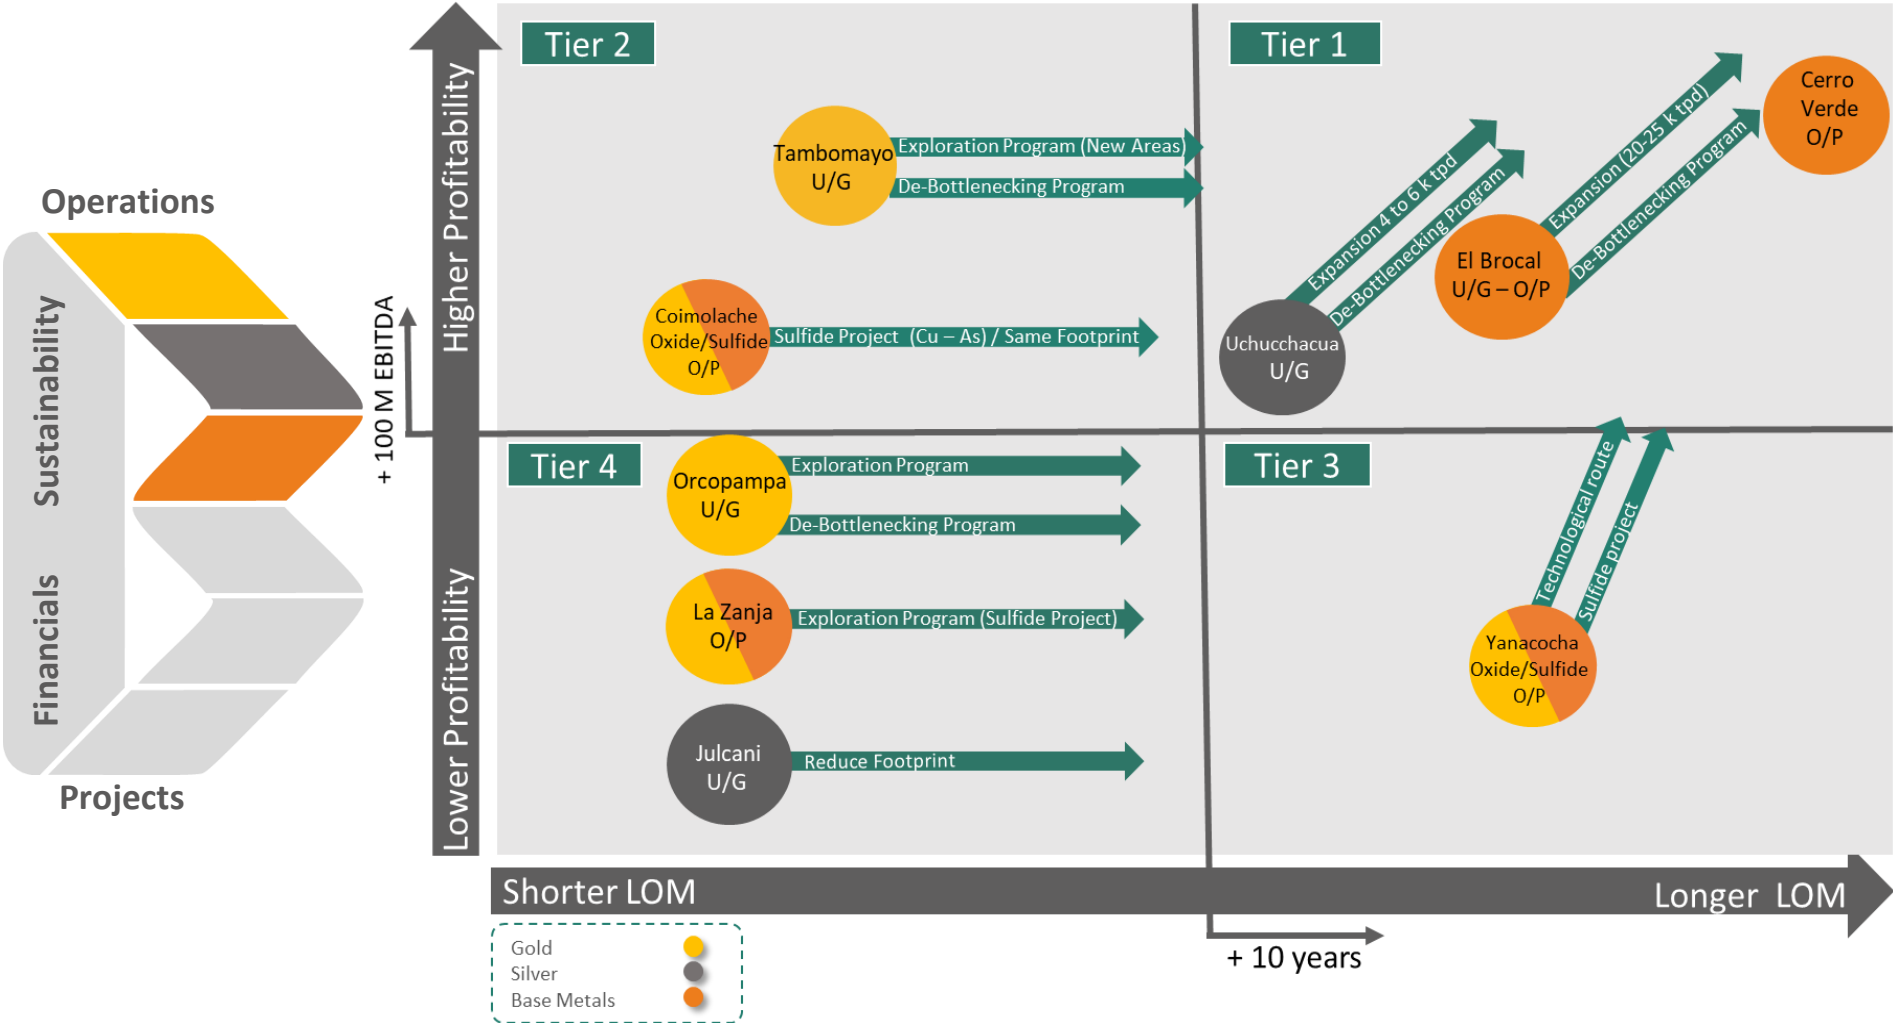 Operations
Sustainability
Financials
Projects
+ 100 M EBITDA
Higher Profitability
Lower Profitability
Tier 2
Tambomayo
U/G
Exploration Program (New Areas)
De-Bottlenecking Program
Coimolache
Oxide/Sulfide
O/P
Sulfide Project (Cu – As) / Same Footprint
Tier 1
Cerro
Verde
O/P
Expansion (20-25 k tpd)
De-Bottlenecking Program
El Brocal
U/G – O/P
Expansion 4 to 6 k tpd
De-Bottlenecking Program
Uchucchacua
U/G
Tier 4
Orcopampa
U/G
Exploration Program
De-Bottlenecking Program
La Zanja
O/P
Exploration Program (Sulfide Project)
Julcani
U/G
Reduce Footprint
Tier 3
Technological route
Sulfide project
Yanacocha
Oxide/Sulfide
O/P
Shorter LOM
Longer LOM
+ 10 years
Gold
Silver
Base Metals